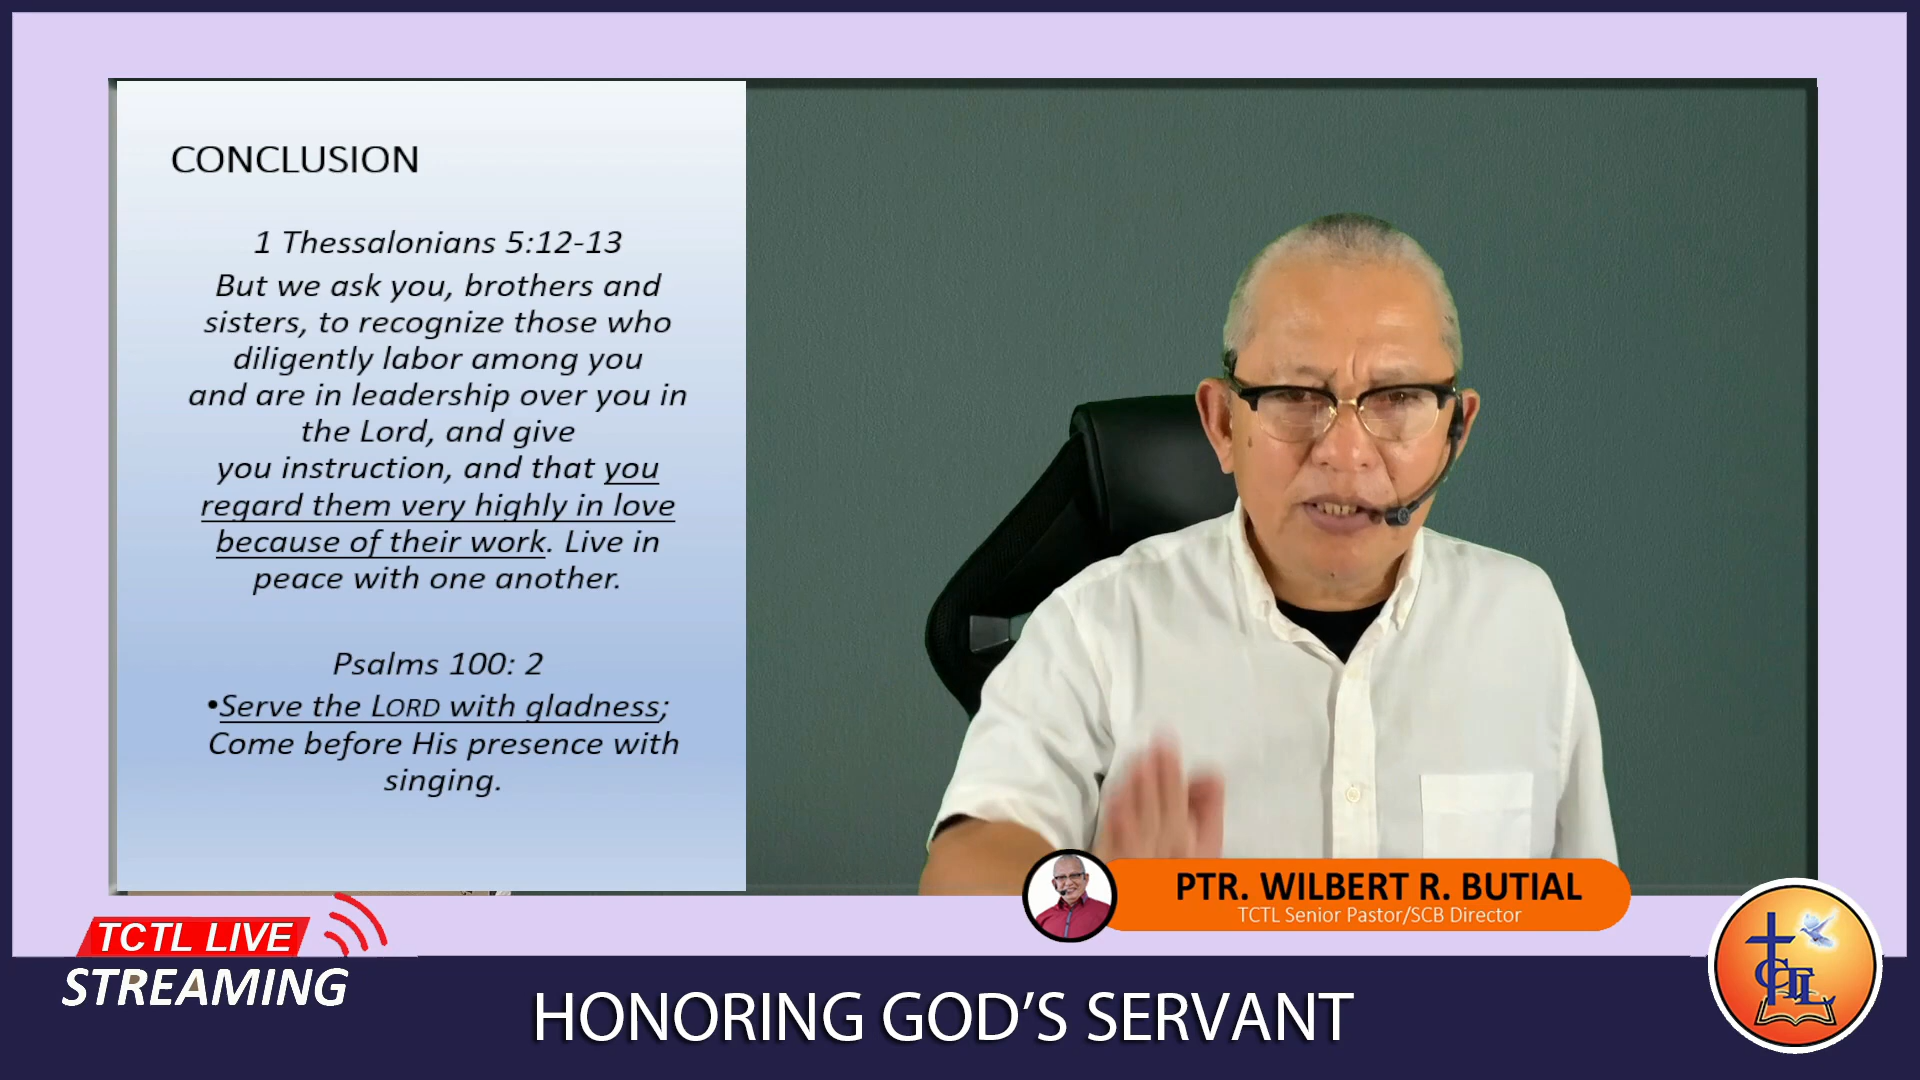 CONCLUSION
1 Thessalonians 5:12-13
But we ask you, brothers and
sisters, to recognize those who
diligently labor among you
and are in leadership over you in
the Lord, and give
you instruction, and that you
regard them very highly in love
because of their work. Live in
peace with one another.
Psalms 100: 2
•Serve the LORD with gladness;
Come before His presence with
singing.
PTR. WILBERT R. BUTIAL
TCTL Senior Pastor/SCB Director
TCTL LIVE
STREAMING
HONORING GOD'S SERVANT
TCTL